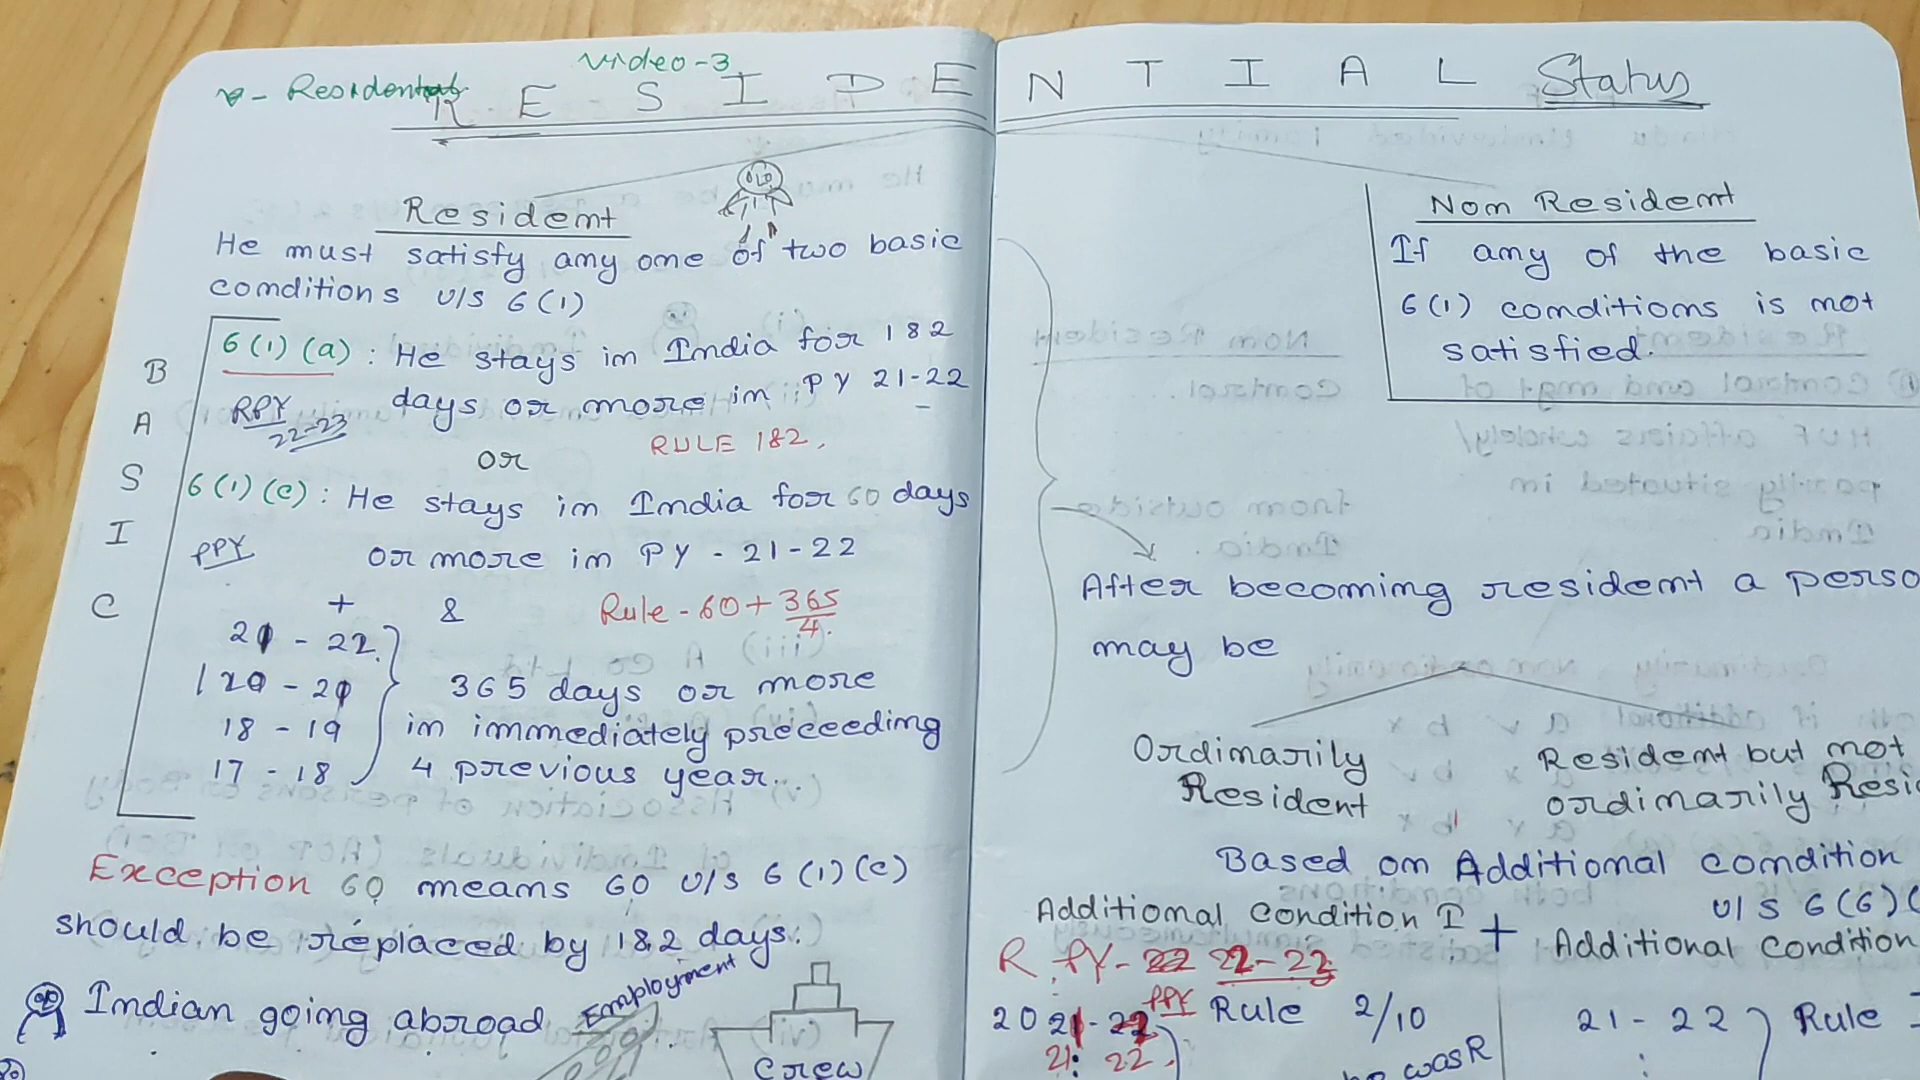 Video-3
R E S I D E N T I A L Status
Resident
He must satisfy any one of two basic
conditions u/s 6(1)
B A S I C
6(1)(a): He stays in India for 182
days or more in PY 21-22
RPY
22-23
RULE 182.
or
6(1)(c): He stays in India for 60 days
or more in PY - 21-22
PPY
+ & Rule - 60 + 365/4.
21 - 22
20 - 21
18 - 19
17 - 18
365 days or more
in immediately preceeding
4 previous year.
Exception 60 means 60 u/s 6(1)(c)
should be replaced by 182 days.
Indian going abroad
Employment
Crew
Non Resident
If any of the basic
6(1) conditions is not
satisfied.
After becoming resident a perso
may be
Ordinarily
Resident
Resident but not
ordinarily Resi
Based on Additional condition
u/s 6(6)(
Additional Condition I +
Additional Condition
R PY - 22 22-23
PPY
Rule 2/10
21 22
was R
21 - 22
Rule